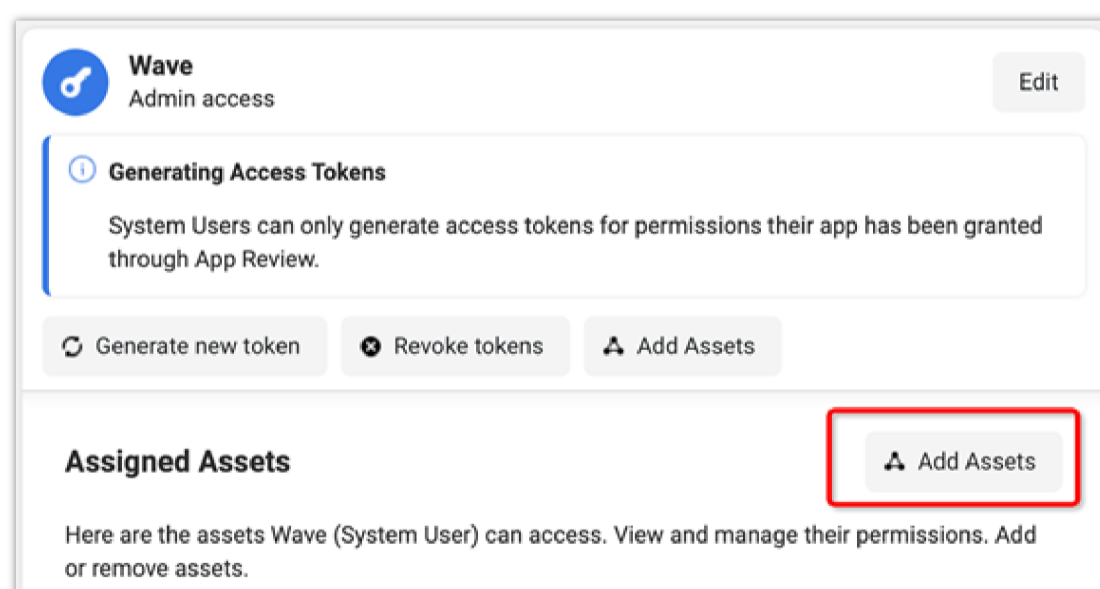 Wave
Admin access
Edit
Generating Access Tokens
System Users can only generate access tokens for permissions their app has been granted
through App Review.
Generate new token
Revoke tokens
Add Assets
Assigned Assets
Add Assets
Here are the assets Wave (System User) can access. View and manage their permissions. Add
or remove assets.